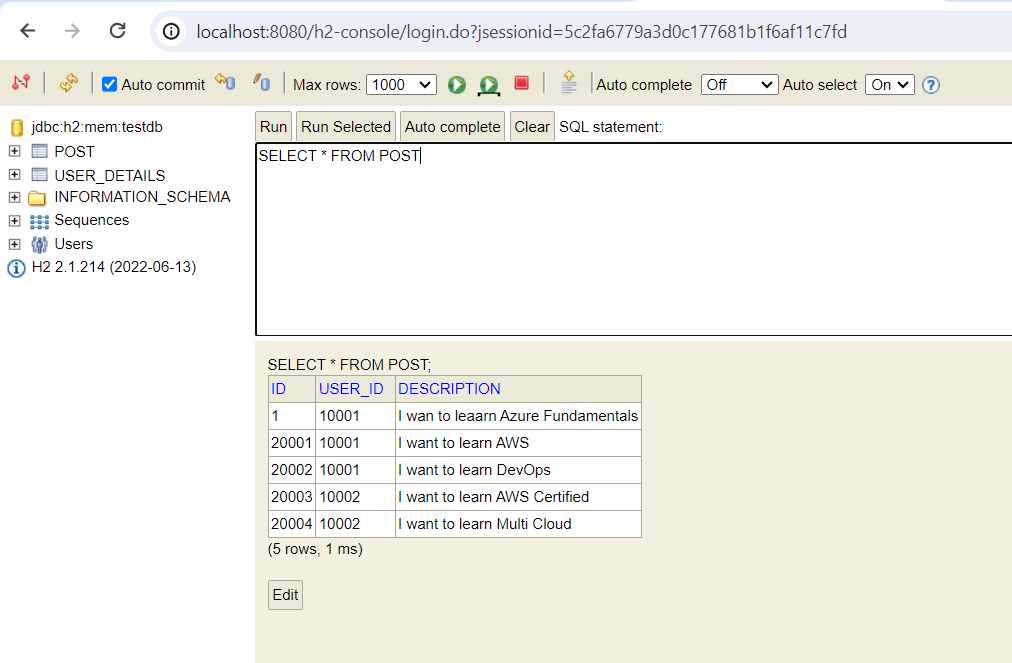 localhost:8080/h2-console/login.do?jsessionid=5c2fa6779a3d0c177681b1f6af11c7fd
Auto commit Max rows: 1000 Auto complete Off Auto select On ?
jdbc:h2:mem:testdb
POST
USER_DETAILS
INFORMATION_SCHEMA
Sequences
Users
H2 2.1.214 (2022-06-13)
Run Run Selected Auto complete Clear SQL statement:
SELECT * FROM POST
SELECT * FROM POST;
ID USER_ID DESCRIPTION
1 10001 I wan to leaarn Azure Fundamentals
20001 10001 I want to learn AWS
20002 10001 I want to learn DevOps
20003 10002 I want to learn AWS Certified
20004 10002 I want to learn Multi Cloud
(5 rows, 1 ms)
Edit